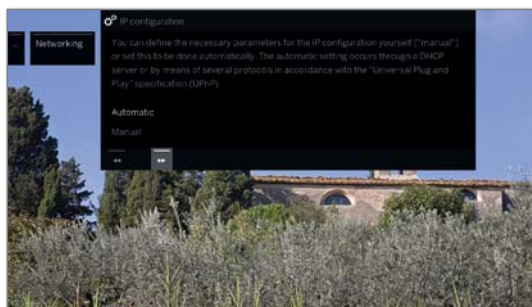 IP configuration
... Networking
You can define the necessary parameters for the IP configuration yourself ("manual")
or set this to be done automatically. The automatic setting occurs through a DHCP
server or by means of several protocols in accordance with the "Universal Plug and
Play" specification (UPnP).
Automatic
Manual